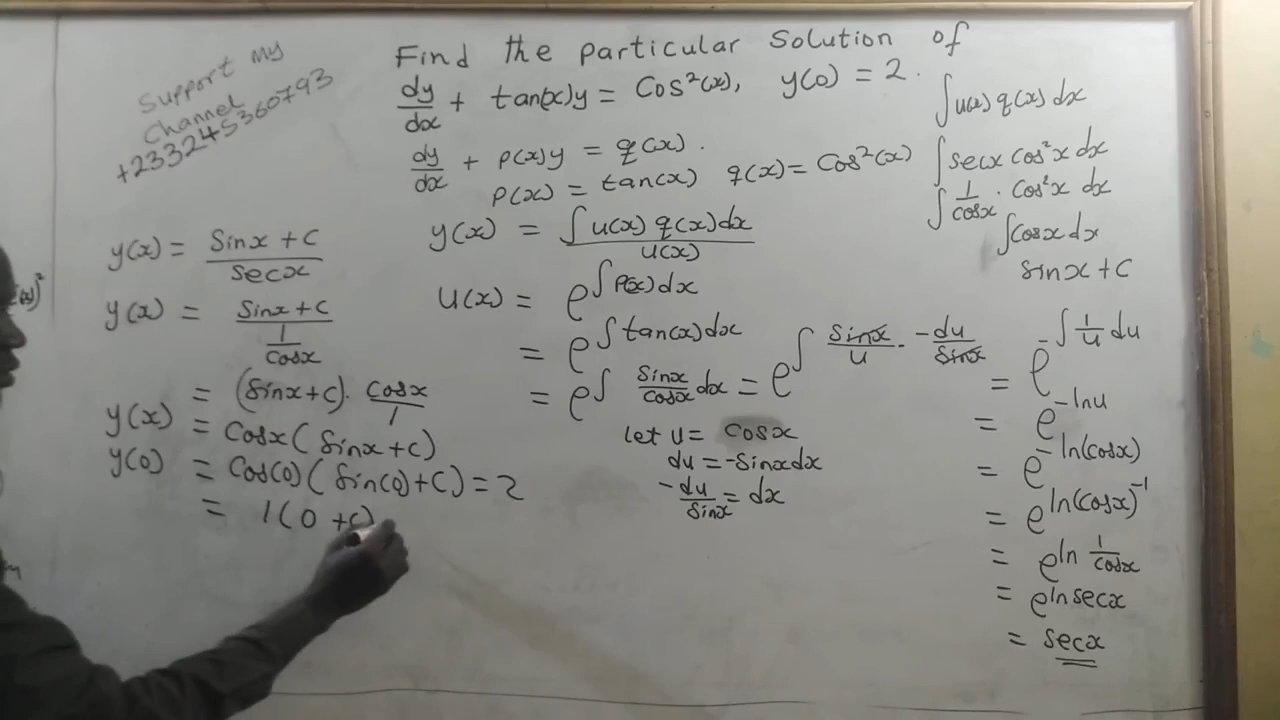 Support my
Channel
+233245360793
Find the particular Solution of
dy/dx + tan(x)y = Cos²(x), y(0) = 2.
dy/dx + p(x)y = q(x).
p(x) = tan(x) q(x) = Cos²(x)
y(x) = ∫u(x) q(x)dx / u(x)
u(x) = e^∫p(x)dx
= e^∫tan(x)dx
= e^∫ sinx/cosx dx = e^∫ sinx/u · -du/sinx
let u = cosx
du = -sinxdx
-du/sinx = dx
= e^-∫1/u du
= e^-lnu
= e^-ln(cosx)
= e^ln(cosx)^-1
= e^ln 1/cosx
= e^lnsecx
= secx
∫u(x) q(x) dx
∫secx cos²x dx
∫1/cosx · cos²x dx
∫cosx dx
sinx + c
y(x) = Sinx + c / secx
y(x) = Sinx + c / 1/cosx
= (sinx+c) · cosx/1
y(x) = Cosx(sinx+c)
y(0) = Cos(0)(sin(0)+c) = 2
= 1(0 + c)